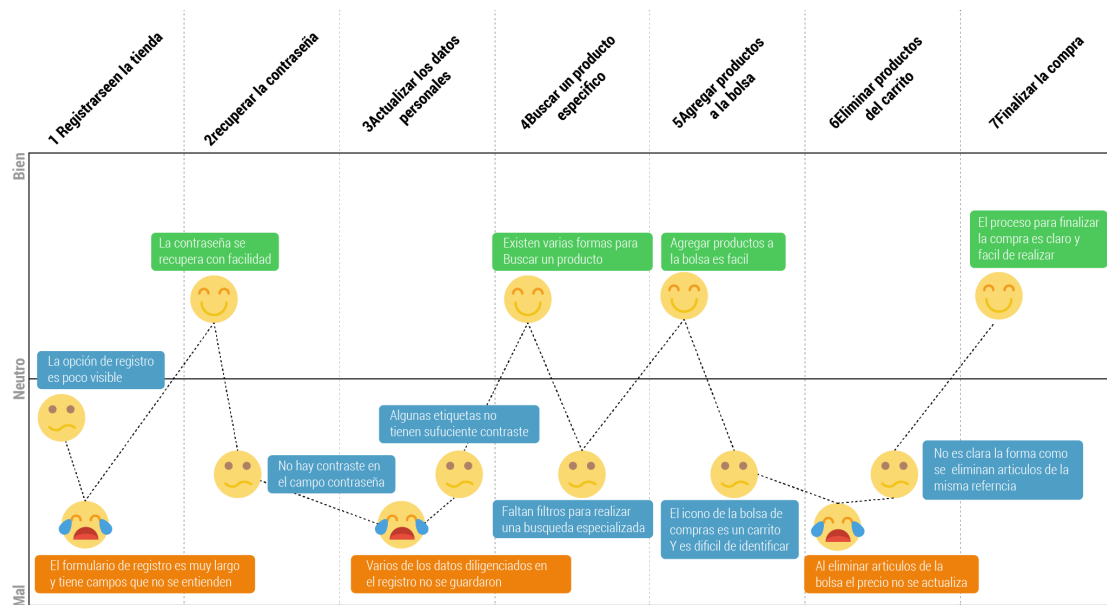 1 Registrarseen la tienda
2recuperar la contraseña
3Actualizar los datos
personales
4Buscar un producto
especifico
5Agregar productos
a la bolsa
6Eliminar productos
del carrito
7Finalizar la compra
Bien
Neutro
Mal
La opción de registro
es poco visible
El formulario de registro es muy largo
y tiene campos que no se entienden
La contraseña se
recupera con facilidad
No hay contraste en
el campo contraseña
Varios de los datos diligenciados en
el registro no se guardaron
Algunas etiquetas no
tienen sufuciente contraste
Existen varias formas para
Buscar un producto
Faltan filtros para realizar
una busqueda especializada
Agregar productos a
la bolsa es facil
El icono de la bolsa de
compras es un carrito
Y es dificil de identificar
Al eliminar articulos de la
bolsa el precio no se actualiza
No es clara la forma como
se eliminan articulos de la
misma referncia
El proceso para finalizar
la compra es claro y
facil de realizar